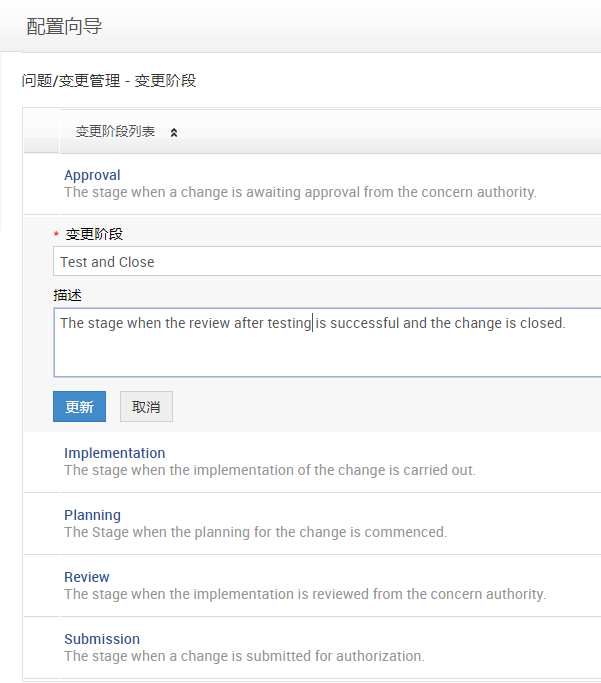 配置向导
问题/变更管理 - 变更阶段
变更阶段列表
Approval
The stage when a change is awaiting approval from the concern authority.
* 变更阶段
Test and Close
描述
The stage when the review after testing is successful and the change is closed.
更新 取消
Implementation
The stage when the implementation of the change is carried out.
Planning
The Stage when the planning for the change is commenced.
Review
The stage when the implementation is reviewed from the concern authority.
Submission
The stage when a change is submitted for authorization.